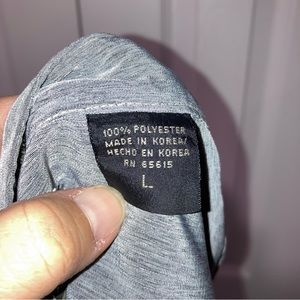 100% POLYESTER
MADE IN KOREA/
HECHO EN KOREA
RN 65615
L